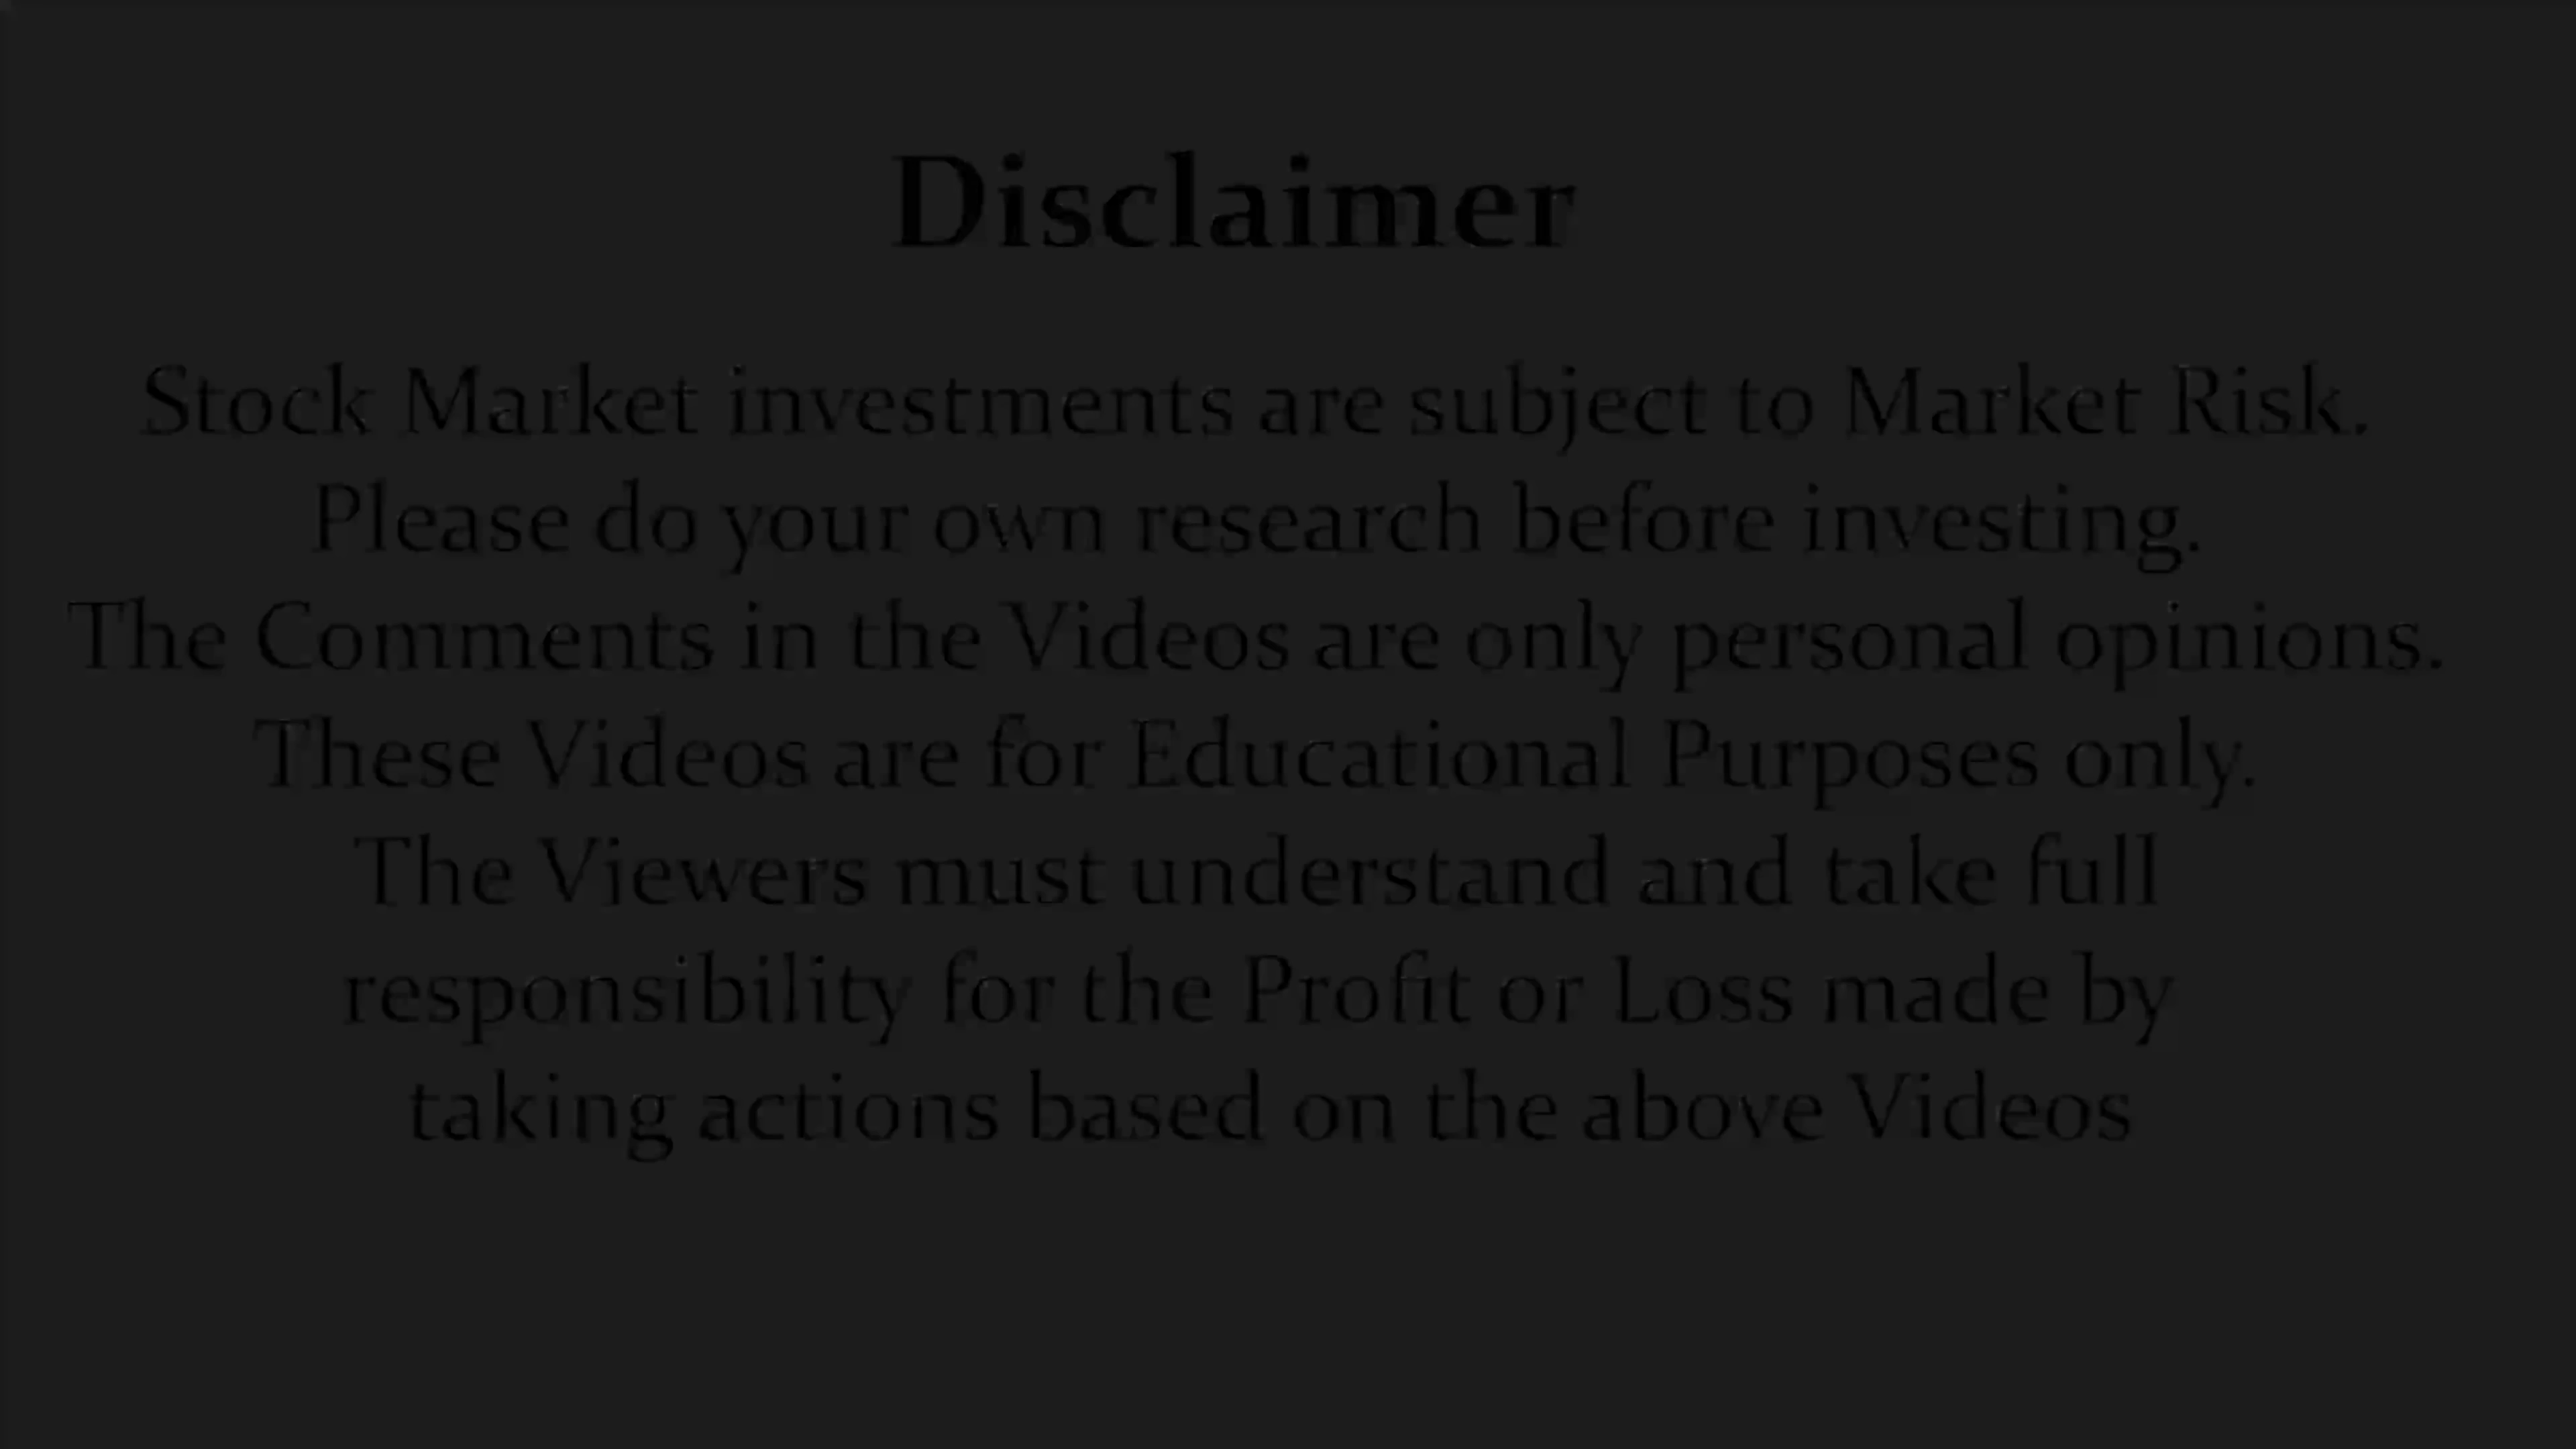 Disclaimer
Stock Market investments are subject to Market Risk.
Please do your own research before investing.
The Comments in the Videos are only personal opinions.
These Videos are for Educational Purposes only.
The Viewers must understand and take full
responsibility for the Profit or Loss made by
taking actions based on the above Videos